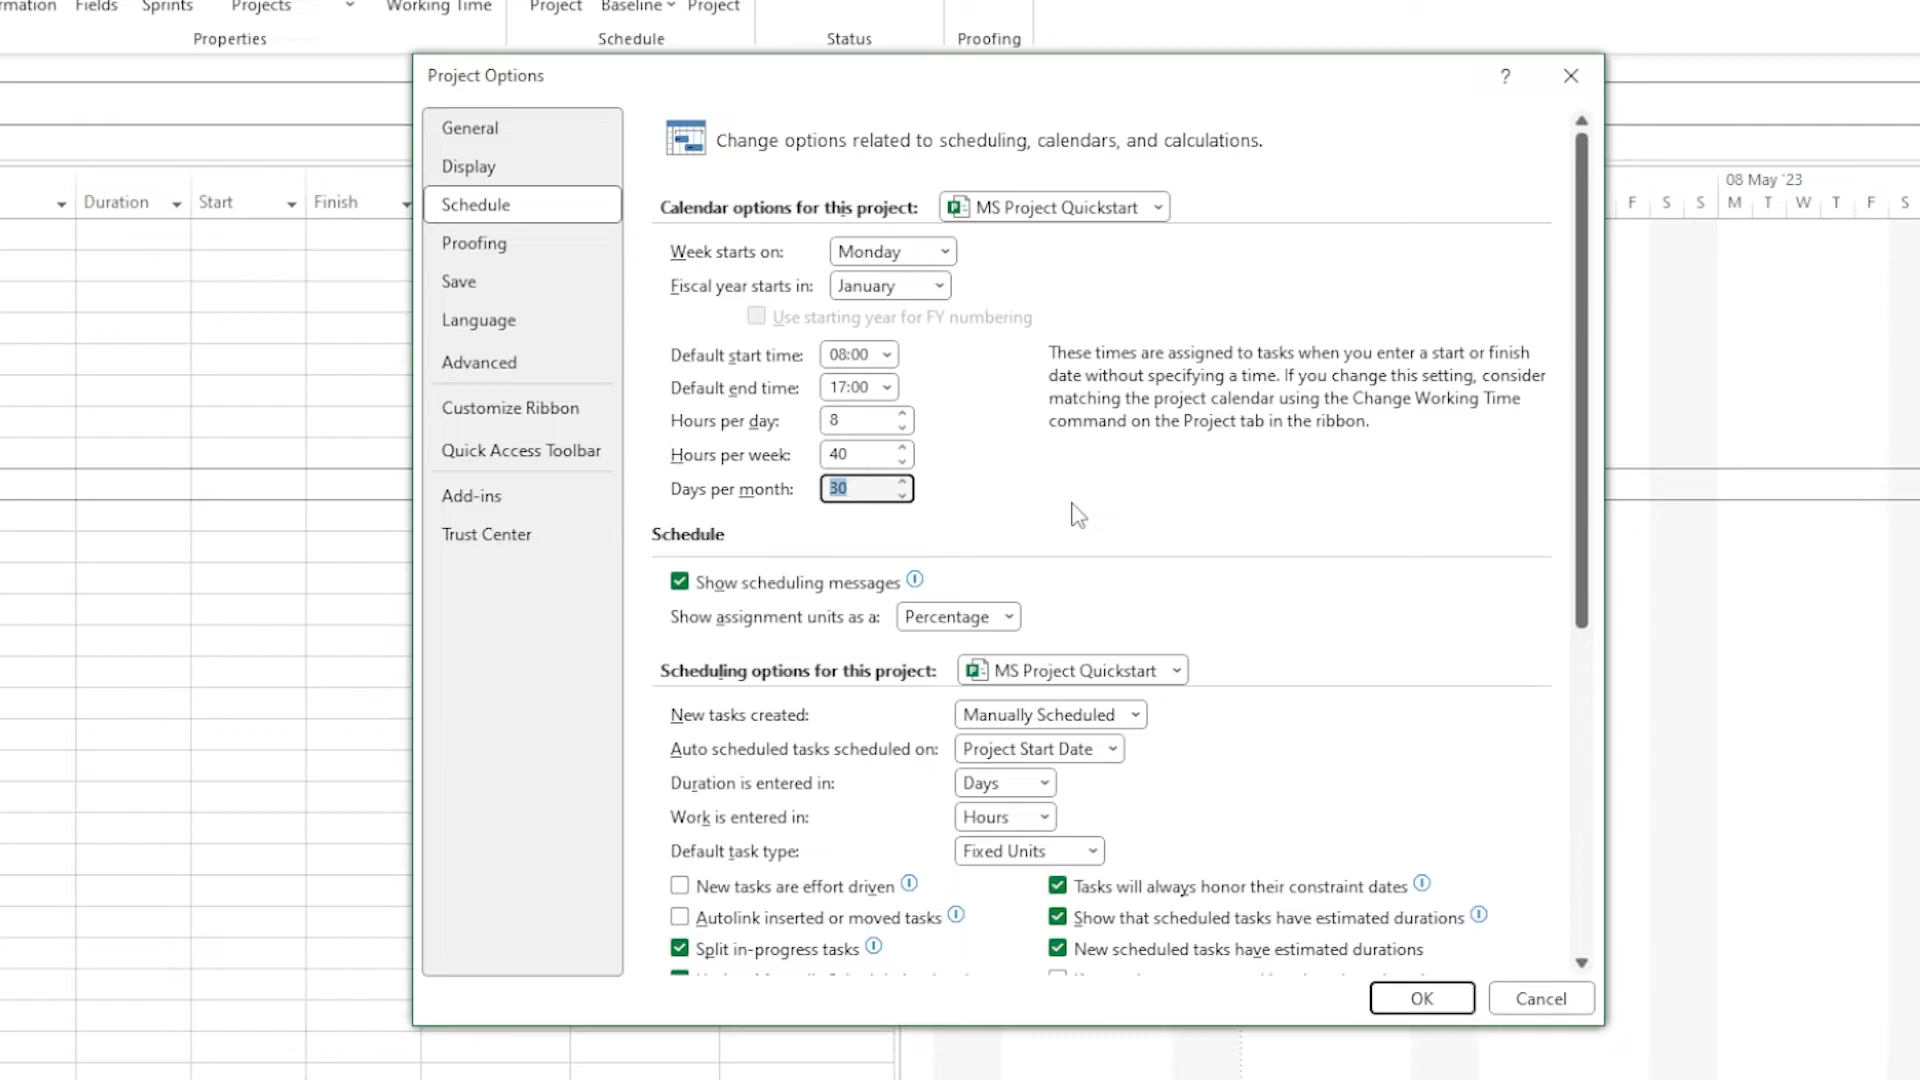 Fields Sprints Projects Working Time Project Baseline Project
Properties Schedule Status Proofing
Project Options
?
General
Display
Schedule
Proofing
Save
Language
Advanced
Customize Ribbon
Quick Access Toolbar
Add-ins
Trust Center
Change options related to scheduling, calendars, and calculations.
Calendar options for this project: MS Project Quickstart
Week starts on: Monday
Fiscal year starts in: January
Use starting year for FY numbering
Default start time: 08:00
Default end time: 17:00
Hours per day: 8
Hours per week: 40
Days per month: 30
These times are assigned to tasks when you enter a start or finish
date without specifying a time. If you change this setting, consider
matching the project calendar using the Change Working Time
command on the Project tab in the ribbon.
Schedule
Show scheduling messages
Show assignment units as a: Percentage
Scheduling options for this project: MS Project Quickstart
New tasks created: Manually Scheduled
Auto scheduled tasks scheduled on: Project Start Date
Duration is entered in: Days
Work is entered in: Hours
Default task type: Fixed Units
New tasks are effort driven
Autolink inserted or moved tasks
Split in-progress tasks
Tasks will always honor their constraint dates
Show that scheduled tasks have estimated durations
New scheduled tasks have estimated durations
OK Cancel
Duration Start Finish
08 May '23
F S S M T W T F S